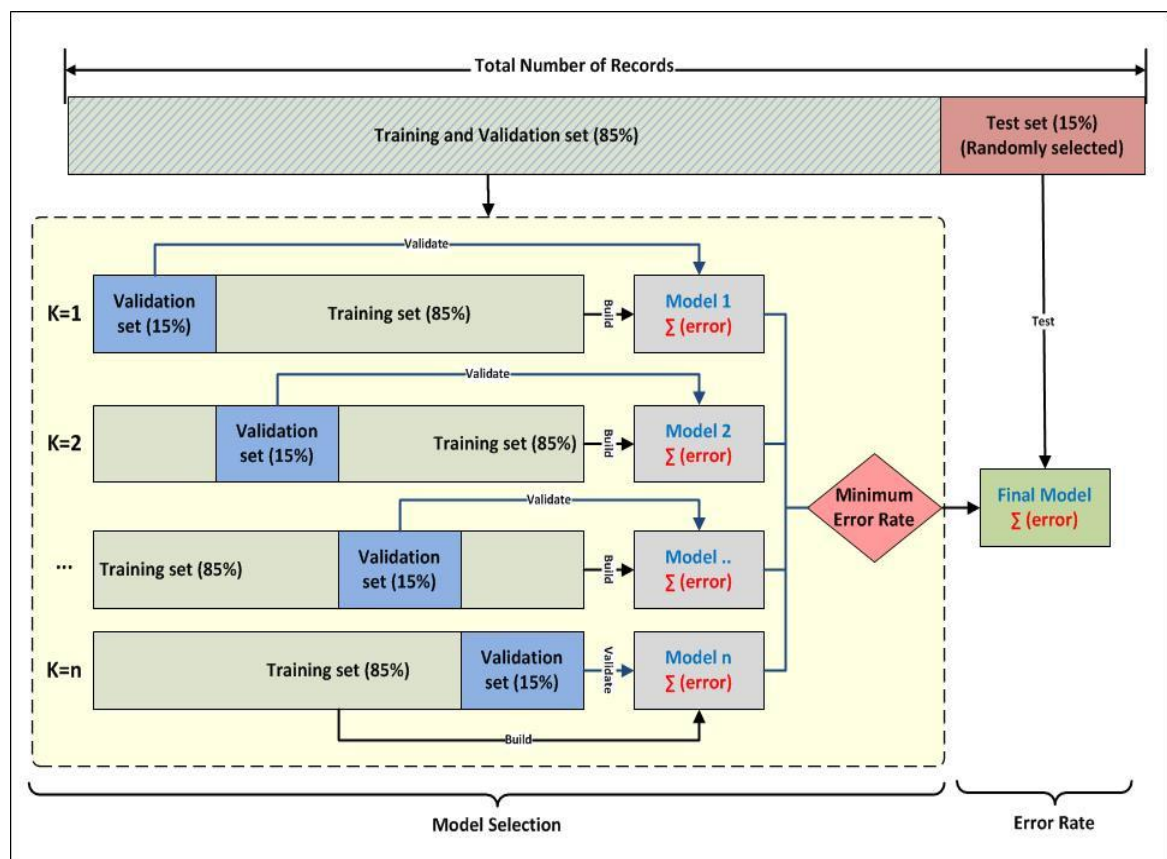 Total Number of Records
Training and Validation set (85%)
Test set (15%)
(Randomly selected)
Validate
K=1
Validation
set (15%)
Training set (85%)
Build
Model 1
∑ (error)
Test
Validate
K=2
Validation
set (15%)
Training set (85%)
Build
Model 2
∑ (error)
Minimum
Error Rate
Final Model
∑ (error)
Validate
...
Training set (85%)
Validation
set (15%)
Build
Model ..
∑ (error)
K=n
Training set (85%)
Validation
set (15%)
Validate
Model n
∑ (error)
Build
Model Selection
Error Rate